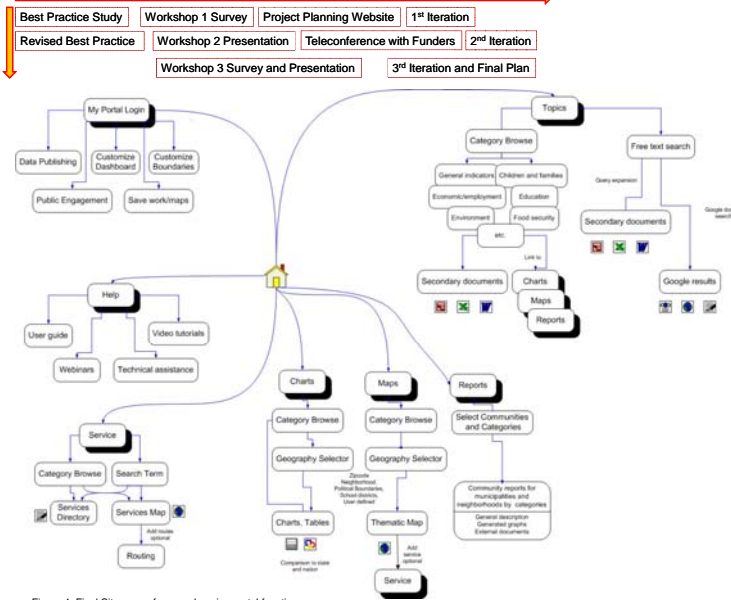 Best Practice Study
Workshop 1 Survey
Project Planning Website
1st Iteration
Revised Best Practice
Workshop 2 Presentation
Teleconference with Funders
2nd Iteration
Workshop 3 Survey and Presentation
3rd Iteration and Final Plan
My Portal Login
Data Publishing
Customize
Dashboard
Customize
Boundaries
Public Engagement
Save work/maps
Topics
Category Browse
Free text search
General indicators
Children and families
Economic/employment
Education
Environment
Food security
etc.
Query expansion
Secondary documents
Google
search
Link to:
Secondary documents
Charts
Maps
Reports
Google results
Help
User guide
Video tutorials
Webinars
Technical assistance
Service
Category Browse
Search Term
Services
Directory
Services Map
Add routes
optional
Routing
Charts
Category Browse
Geography Selector
Charts, Tables
Comparison to state
and nation
Maps
Category Browse
Geography Selector
Zipcode
Neighborhood,
Political Boundaries,
School districts,
User defined
Thematic Map
Add
service
optional
Service
Reports
Select Communities
and Categories
Community reports for
municipalities and
neighborhoods by categories
General description
Generated graphs
External documents